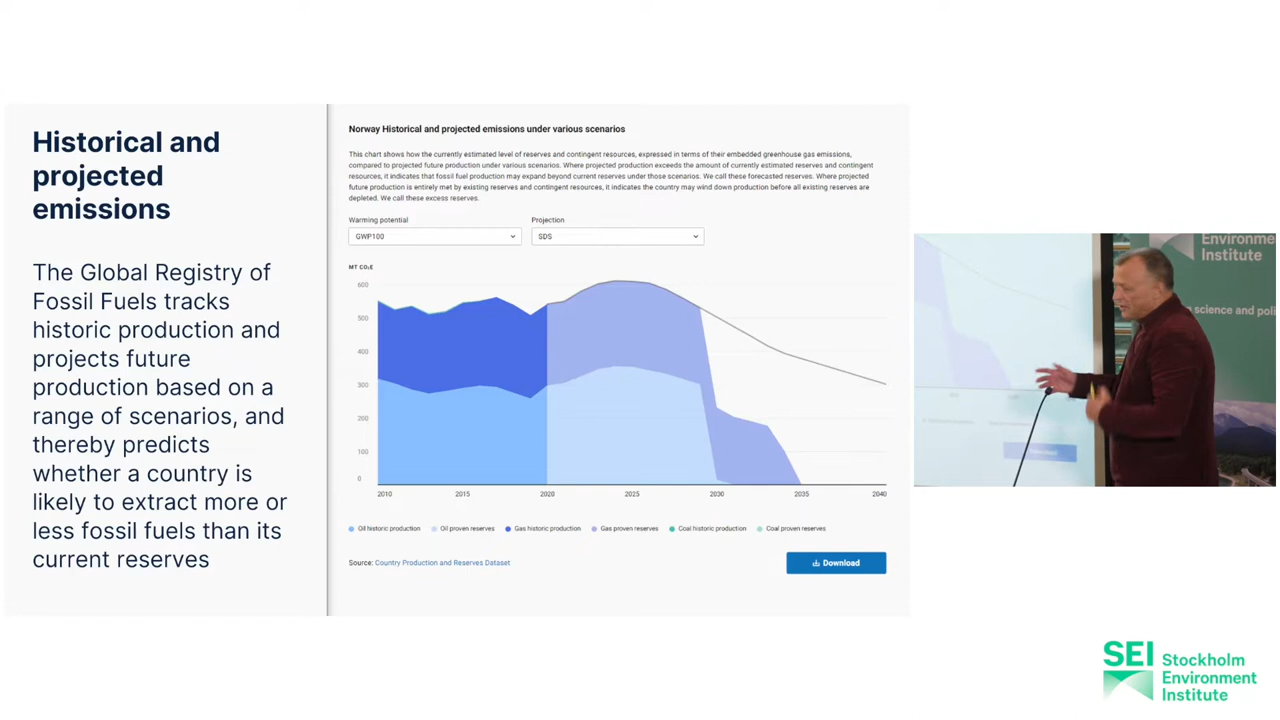 Historical and
projected
emissions
The Global Registry of
Fossil Fuels tracks
historic production and
projects future
production based on a
range of scenarios, and
thereby predicts
whether a country is
likely to extract more or
less fossil fuels than its
current reserves
Norway Historical and projected emissions under various scenarios
This chart shows how the currently estimated level of reserves and contingent resources, expressed in terms of their embedded greenhouse gas emissions,
compared to projected future production under various scenarios. Where projected production exceeds the amount of currently estimated reserves and contingent
resources, it indicates that fossil fuel production may expand beyond current reserves under those scenarios. We call these forecasted reserves. Where projected
future production is entirely met by existing reserves and contingent resources, it indicates the country may wind down production before all existing reserves are
depleted. We call these excess reserves.
Warming potential Projection
GWP100 SDS
MT CO₂E
600
500
400
300
200
100
0
2010 2015 2020 2025 2030 2035 2040
Oil historic production Oil proven reserves Gas historic production Gas proven reserves Coal historic production Coal proven reserves
Source: Country Production and Reserves Dataset
Download
Environme
Institute
science and poli
SEI Stockholm
Environment
Institute